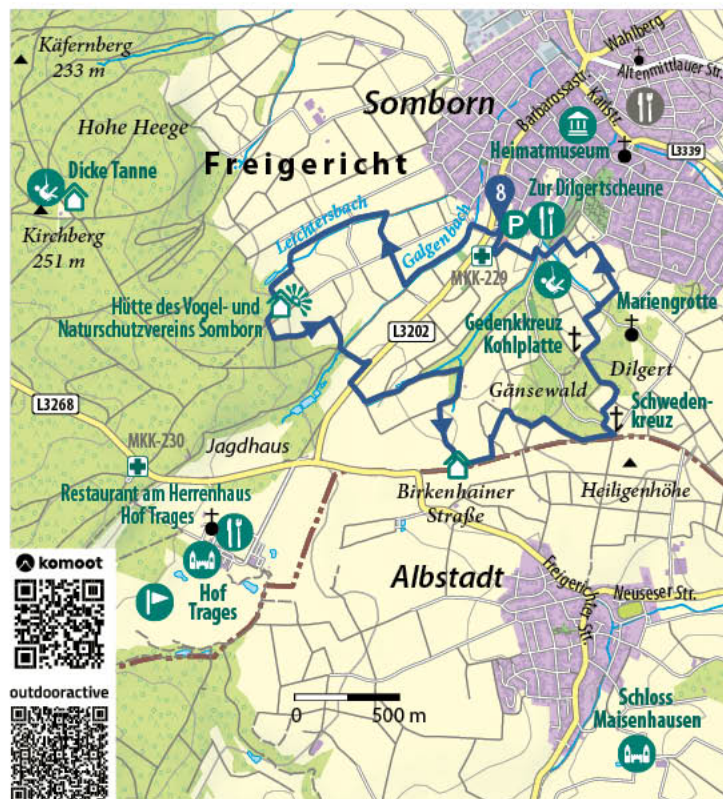 Käfernberg
233 m
Hohe Heege
Dicke Tanne
Kirchberg
251 m
Somborn
Freigericht
Wahlberg
Altenmittlauer Str.
Barbarossastr.
Karlstr.
Heimatmuseum
L3339
Zur Dilgertscheune
8
P
Leichtersbach
Galgenbach
MKK-229
Hütte des Vogel- und
Naturschutzvereins Somborn
L3202
Gedenkkreuz
Kohlplatte
Mariengrotte
Dilgert
Gänsewald
Schweden-
kreuz
L3268
MKK-230
Jagdhaus
Birkenhainer
Straße
Heiligenhöhe
Restaurant am Herrenhaus
Hof Trages
Hof
Trages
Albstadt
Freigerichter Str.
Neuseser Str.
komoot
outdooractive
0 500 m
Schloss
Maisenhausen